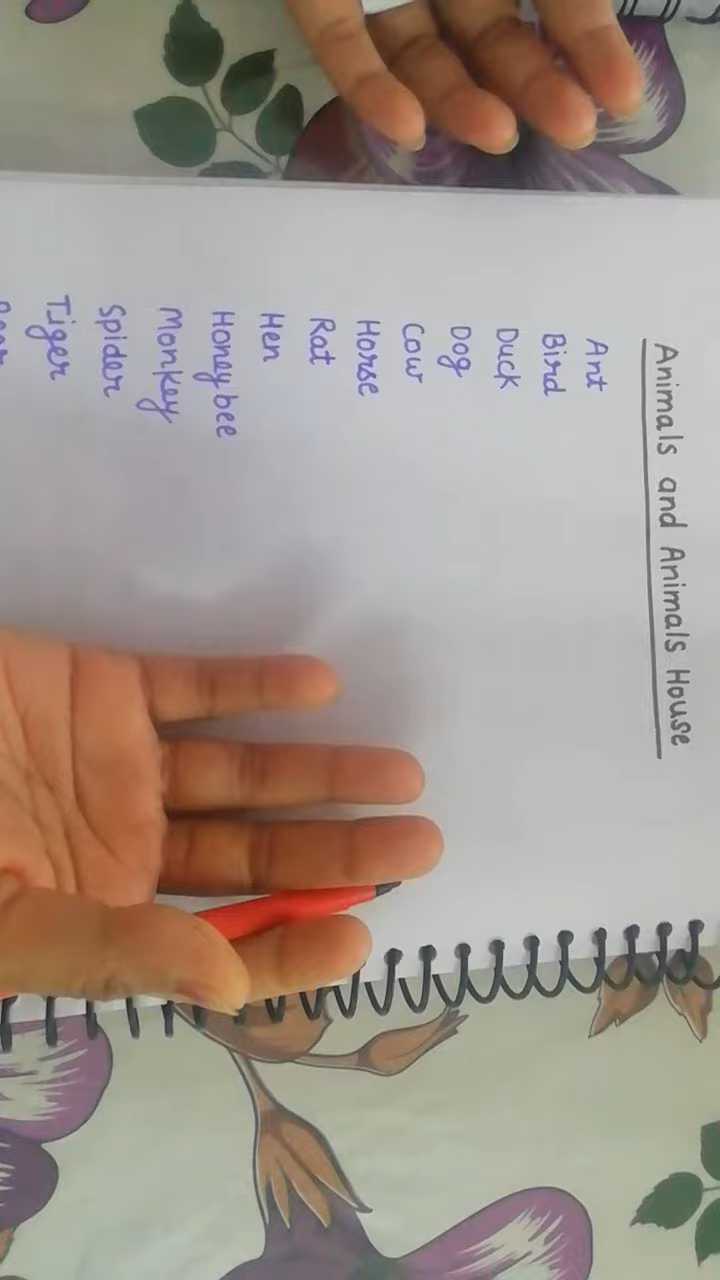 Animals and Animals House
Ant
Bird
Duck
Dog
Cow
Horse
Rat
Hen
Honeybee
Monkey
Spider
Tiger